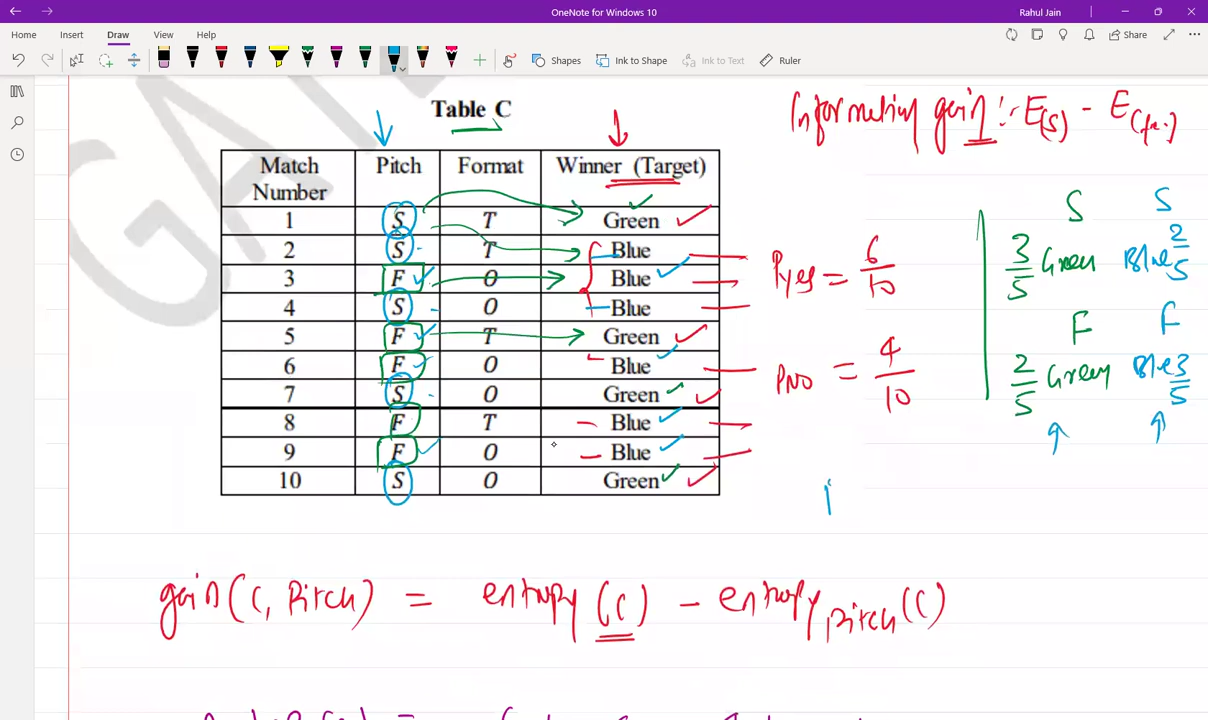 OneNote for Windows 10
Rahul Jain
Home Insert Draw View Help
Share
Shapes Ink to Shape Ink to Text Ruler
GATE
Table C
Information gain :- E(S) -
Match Number Pitch Format Winner (Target)
1 S T Green
2 S T Blue
3 F O Blue
4 S O Blue
5 F T Green
6 F O Blue
7 S O Green
8 F T Blue
9 F O Blue
10 S O Green
Pyes = 6/10
PNO = 4/10
S S
3/5 Green Blue 2/5
F F
2/5 Green Blue 3/5
gain(C, Pitch) = entropy (C) - entropy pitch (C)